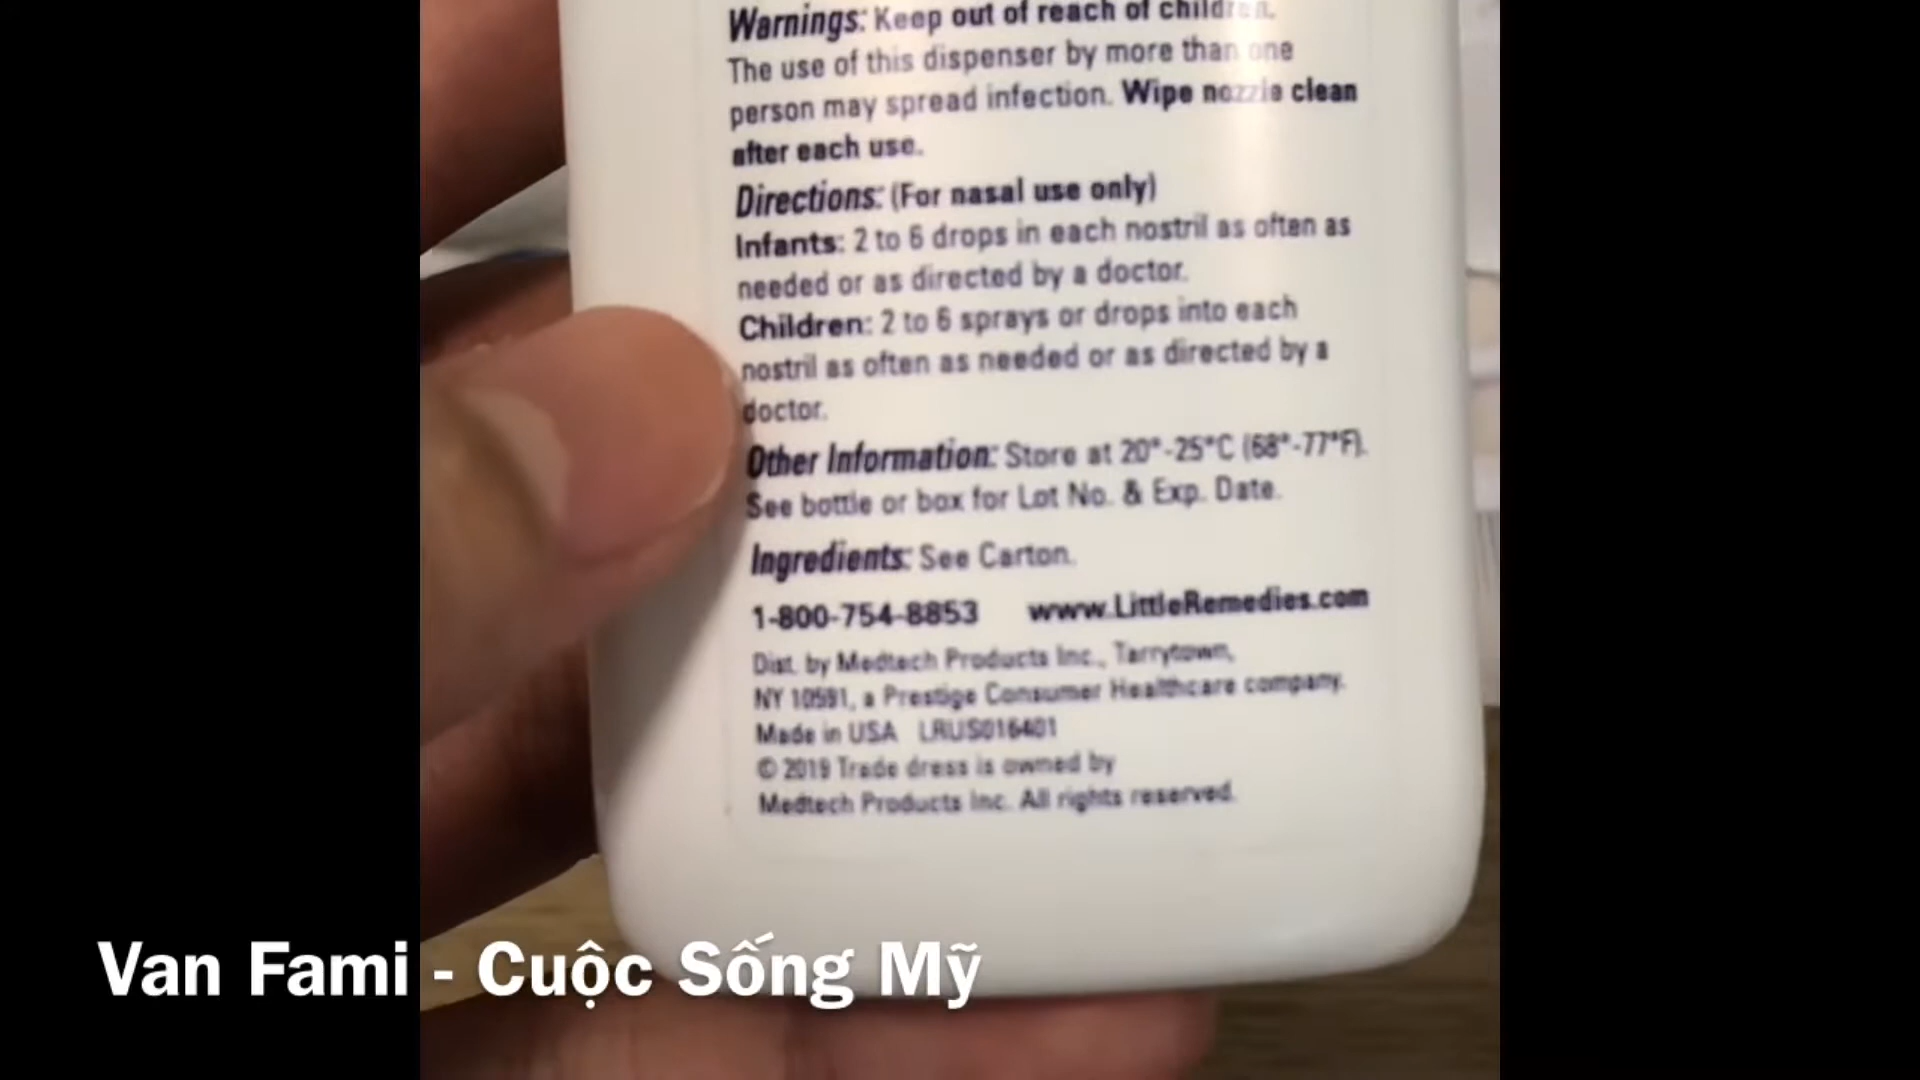 Warnings: Keep out of reach of children.
The use of this dispenser by more than one
person may spread infection. Wipe nozzle clean
after each use.
Directions: (For nasal use only)
Infants: 2 to 6 drops in each nostril as often as
needed or as directed by a doctor.
Children: 2 to 6 sprays or drops into each
nostril as often as needed or as directed by a
doctor.
Other Information: Store at 20°-25°C (68°-77°F).
See bottle or box for Lot No. & Exp. Date.
Ingredients: See Carton.
1-800-754-8853 www.LittleRemedies.com
Dist. by Medtech Products Inc., Tarrytown,
NY 10591, a Prestige Consumer Healthcare company.
Made in USA LRUS016401
© 2019 Trade dress is owned by
Medtech Products Inc. All rights reserved.
Van Fami - Cuộc Sống Mỹ